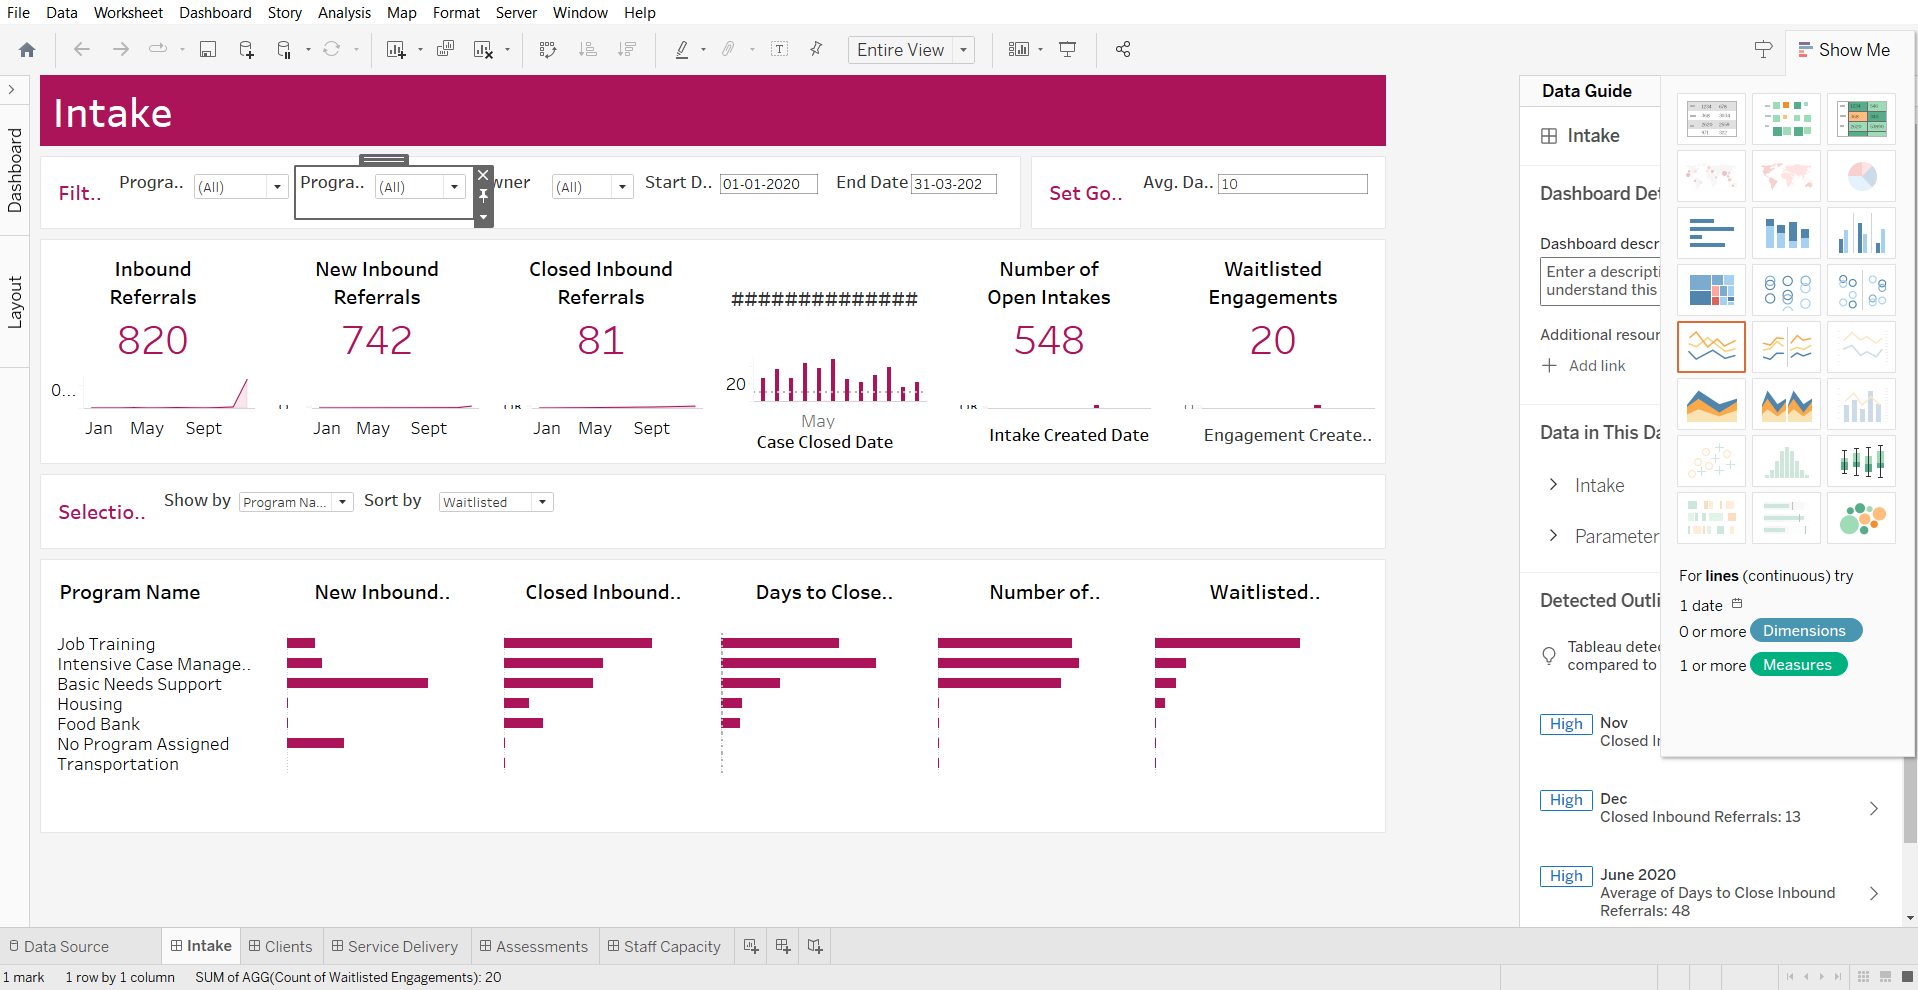 File Data Worksheet Dashboard Story Analysis Map Format Server Window Help
Entire View
Show Me
Dashboard
Layout
Intake
Filt..
Progra.. (All)
Progra.. (All)
wner (All)
Start D.. 01-01-2020
End Date 31-03-202
Set Go..
Avg. Da.. 10
Inbound
Referrals
820
0...
Jan May Sept
New Inbound
Referrals
742
Jan May Sept
Closed Inbound
Referrals
81
Jan May Sept
##############
20
May
Case Closed Date
Number of
Open Intakes
548
Intake Created Date
Waitlisted
Engagements
20
Engagement Create..
Selectio..
Show by Program Na...
Sort by Waitlisted
Program Name New Inbound.. Closed Inbound.. Days to Close.. Number of.. Waitlisted..
Job Training
Intensive Case Manage..
Basic Needs Support
Housing
Food Bank
No Program Assigned
Transportation
Data Guide
Intake
Dashboard Det
Dashboard descr
Enter a descripti
understand this
Additional resour
Add link
Data in This Da
Intake
Parameter
Detected Outli
Tableau detec
compared to
High Nov
Closed Ir
High Dec
Closed Inbound Referrals: 13
High June 2020
Average of Days to Close Inbound
Referrals: 48
For lines (continuous) try
1 date
0 or more Dimensions
1 or more Measures
Data Source Intake Clients Service Delivery Assessments Staff Capacity
1 mark 1 row by 1 column SUM of AGG(Count of Waitlisted Engagements): 20